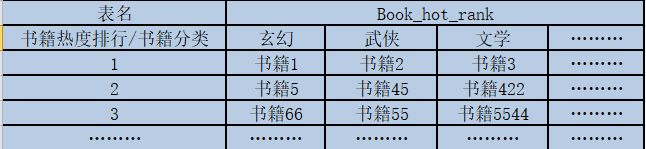 表名 Book_hot_rank
书籍热度排行/书籍分类 玄幻 武侠 文学 ………
1 书籍1 书籍2 书籍3 ………
2 书籍5 书籍45 书籍422 ………
3 书籍66 书籍55 书籍5544 ………
……… ……… ……… ……… ………